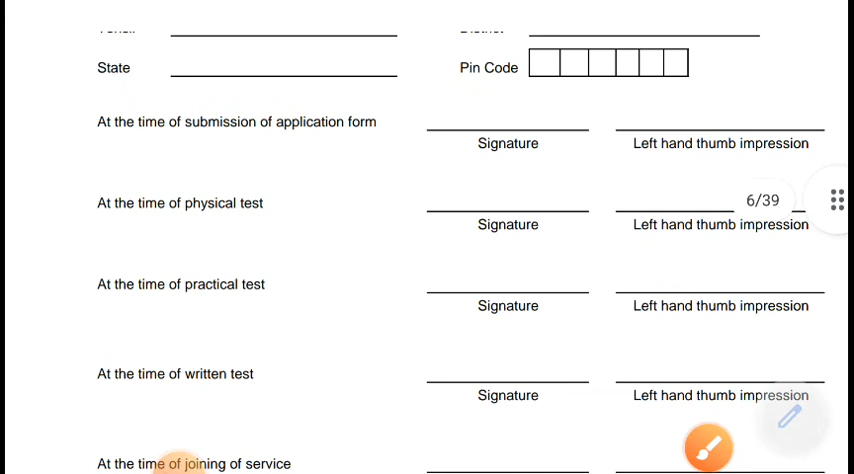 State Pin Code
At the time of submission of application form
Signature Left hand thumb impression
6/39
At the time of physical test
Signature Left hand thumb impression
At the time of practical test
Signature Left hand thumb impression
At the time of written test
Signature Left hand thumb impression
At the time of joining of service